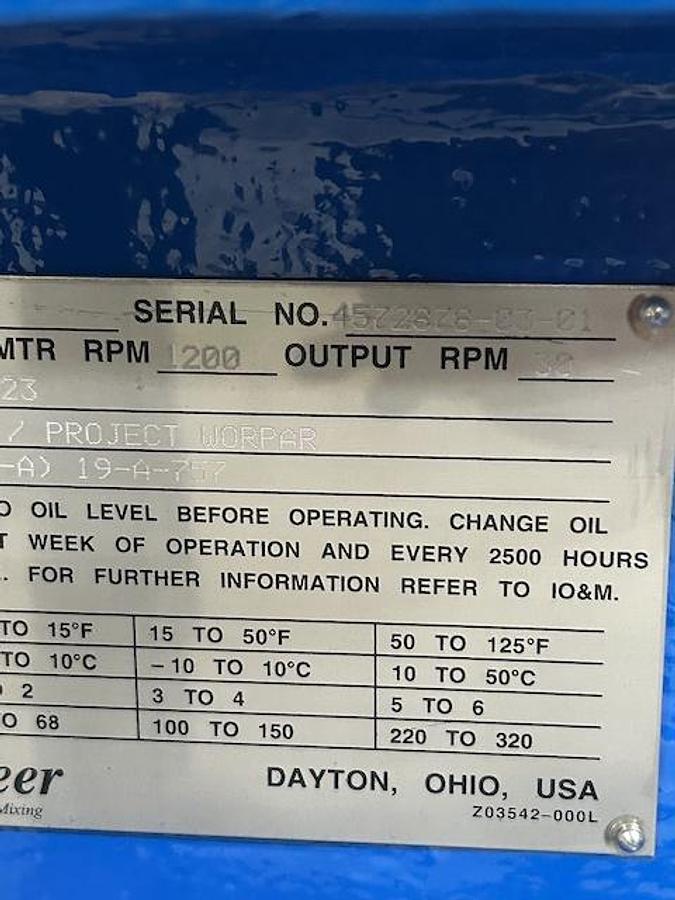 SERIAL NO. 4572878-03-01
MTR RPM 1200 OUTPUT RPM 30
23
/ PROJECT WORPAR
-A) 19-A-757
OIL LEVEL BEFORE OPERATING. CHANGE OIL
WEEK OF OPERATION AND EVERY 2500 HOURS
. FOR FURTHER INFORMATION REFER TO IO&M.
TO 15°F 15 TO 50°F 50 TO 125°F
TO 10°C –10 TO 10°C 10 TO 50°C
2 3 TO 4 5 TO 6
O 68 100 TO 150 220 TO 320
eer DAYTON, OHIO, USA
Mixing Z03542-000L